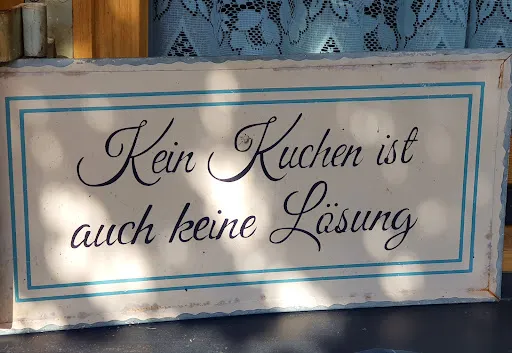 Kein Kuchen ist
auch keine Lösung